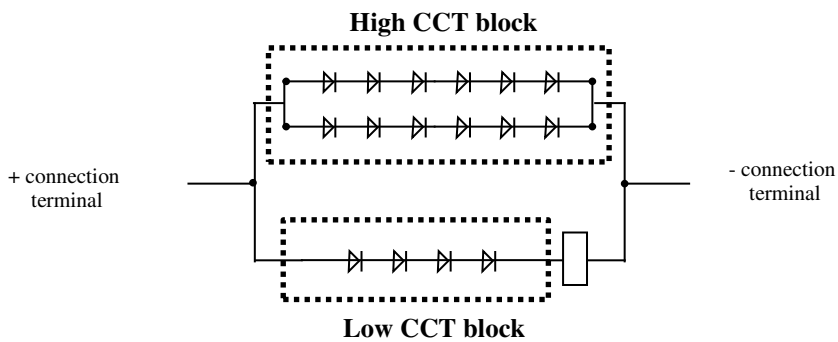 High CCT block
+ connection
terminal
- connection
terminal
Low CCT block